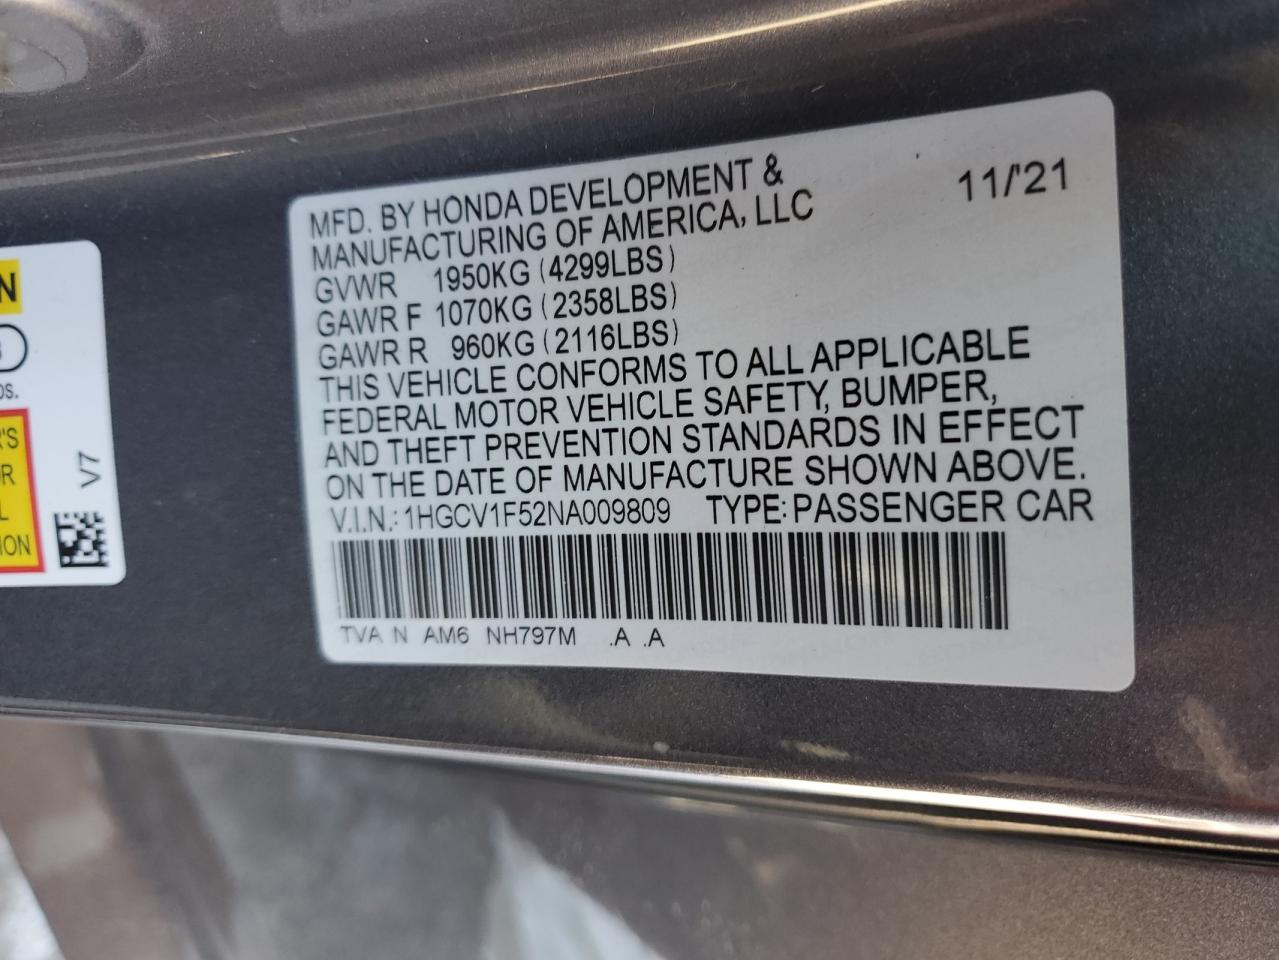 MFD. BY HONDA DEVELOPMENT & 11/'21
MANUFACTURING OF AMERICA, LLC
GVWR 1950KG (4299LBS)
GAWR F 1070KG (2358LBS)
GAWR R 960KG (2116LBS)
THIS VEHICLE CONFORMS TO ALL APPLICABLE
FEDERAL MOTOR VEHICLE SAFETY, BUMPER,
AND THEFT PREVENTION STANDARDS IN EFFECT
ON THE DATE OF MANUFACTURE SHOWN ABOVE.
V.I.N.: 1HGCV1F52NA009809 TYPE: PASSENGER CAR
TVA N AM6 NH797M .A .A
V7